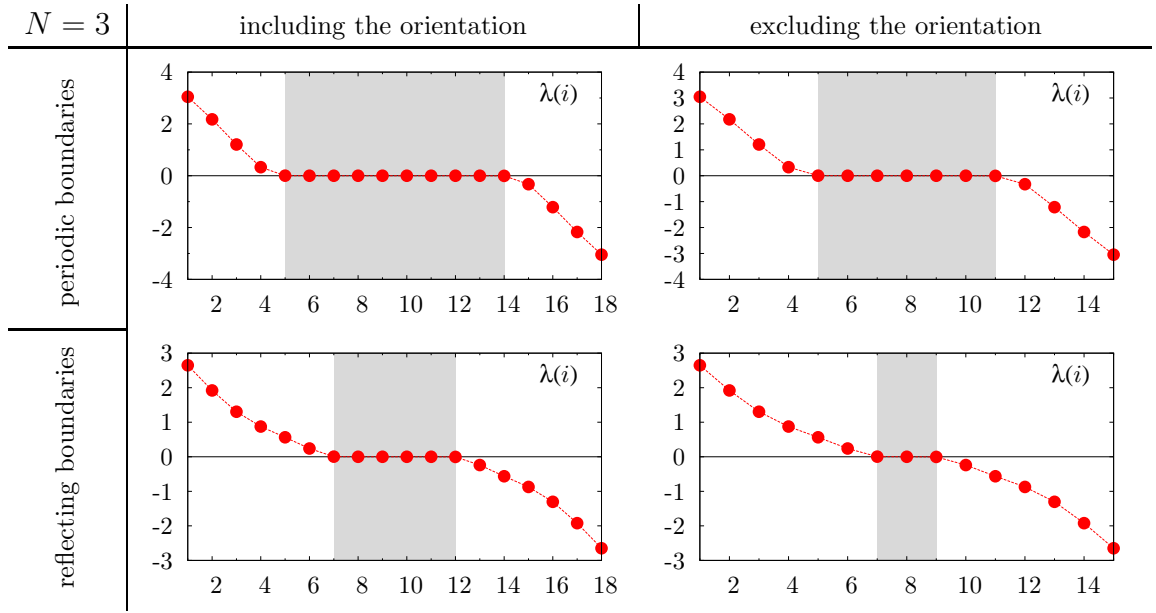 N = 3
including the orientation
excluding the orientation
periodic boundaries
4
2
0
-2
-4
λ(i)
2 4 6 8 10 12 14 16 18
4
3
2
1
0
-1
-2
-3
-4
λ(i)
2 4 6 8 10 12 14
reflecting boundaries
3
2
1
0
-1
-2
-3
λ(i)
2 4 6 8 10 12 14 16 18
3
2
1
0
-1
-2
-3
λ(i)
2 4 6 8 10 12 14